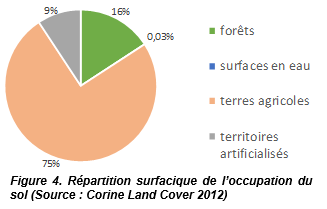 9%
16%
0,03%
75%
forêts
surfaces en eau
terres agricoles
territoires
artificialisés
Figure 4. Répartition surfacique de l'occupation du
sol (Source : Corine Land Cover 2012)